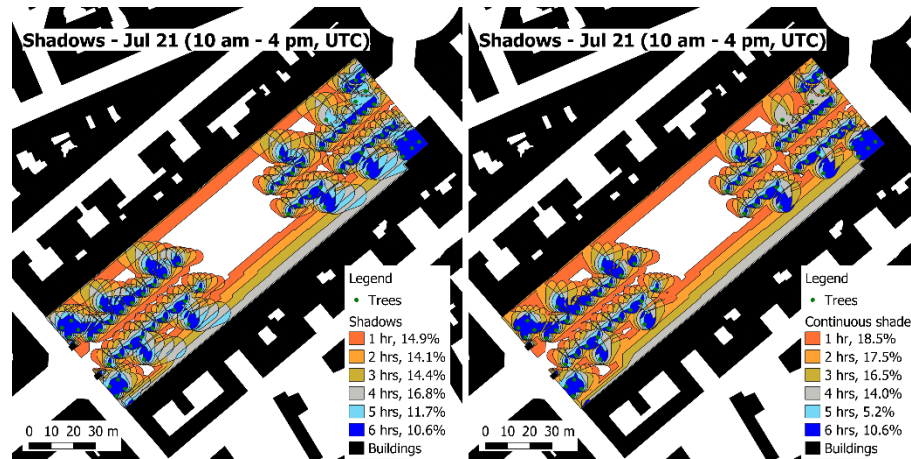 Shadows - Jul 21 (10 am - 4 pm, UTC)
Legend
Trees
Shadows
1 hr, 14.9%
2 hrs, 14.1%
3 hrs, 14.4%
4 hrs, 16.8%
5 hrs, 11.7%
6 hrs, 10.6%
Buildings
0 10 20 30 m
Shadows - Jul 21 (10 am - 4 pm, UTC)
Legend
Trees
Continuous shade
1 hr, 18.5%
2 hrs, 17.5%
3 hrs, 16.5%
4 hrs, 14.0%
5 hrs, 5.2%
6 hrs, 10.6%
Buildings
0 10 20 30 m